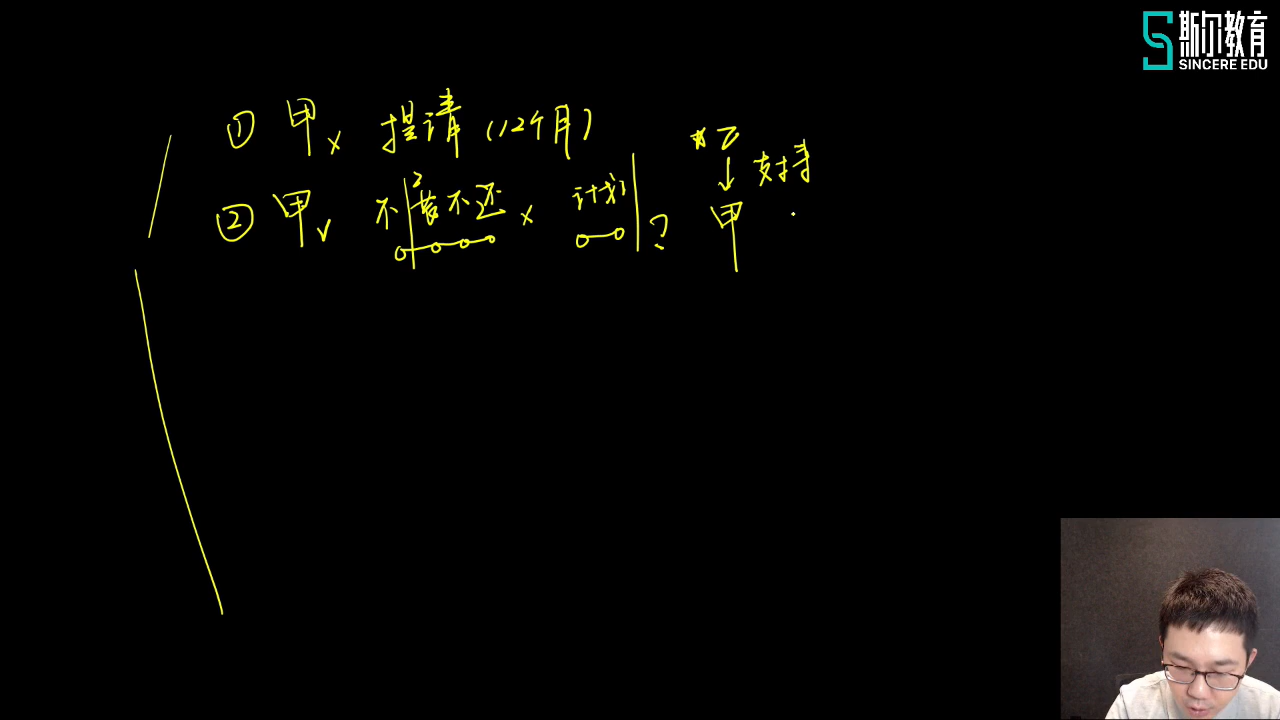 斯尔教育
SINCERE EDU
① 甲 × 提请 (12个月)
② 甲 ✓ 不 不还 × 计划 ?
乙
↓ 支持
甲